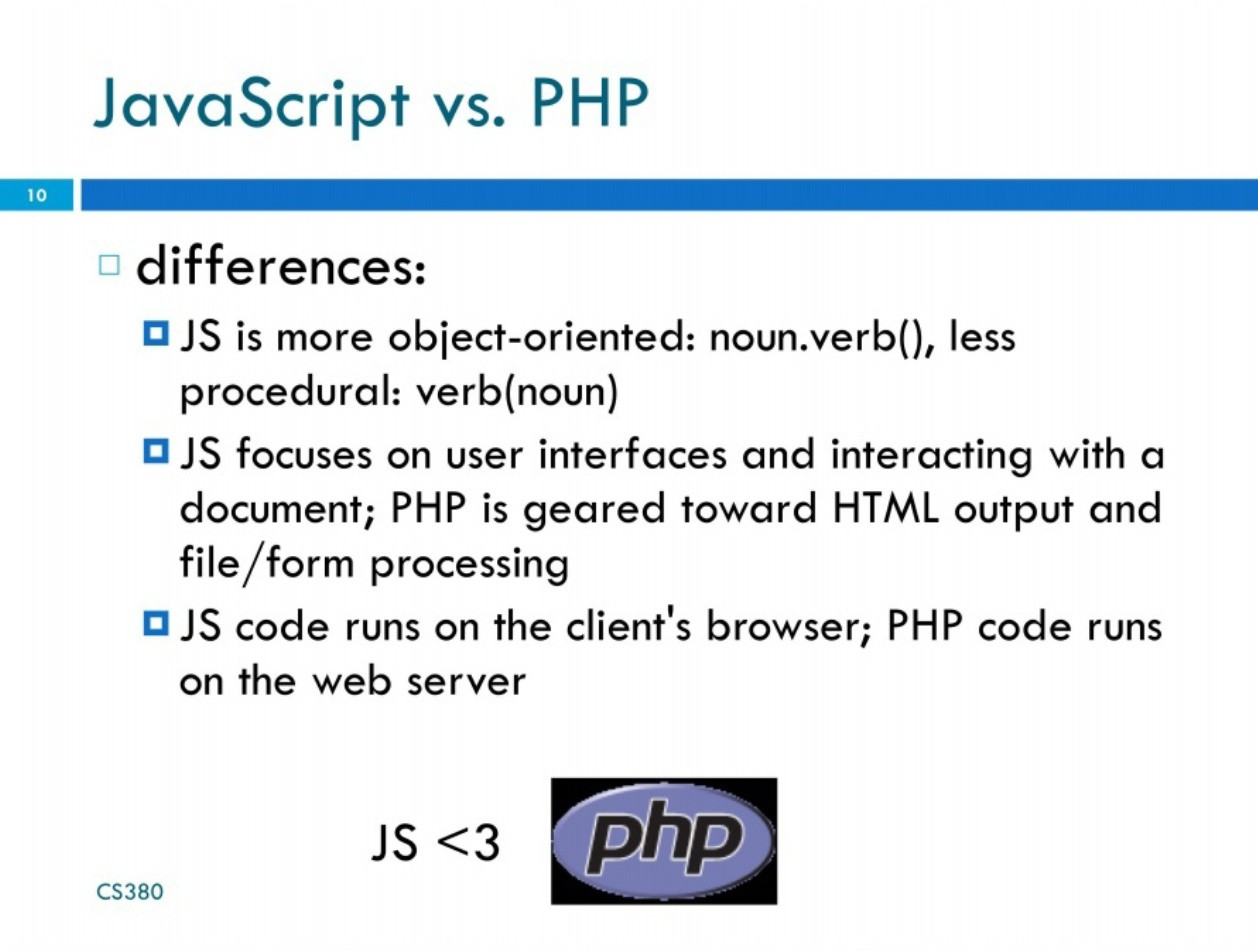 JavaScript vs. PHP
10
differences:
JS is more object-oriented: noun.verb(), less
procedural: verb(noun)
JS focuses on user interfaces and interacting with a
document; PHP is geared toward HTML output and
file/form processing
JS code runs on the client's browser; PHP code runs
on the web server
JS <3 php
CS380